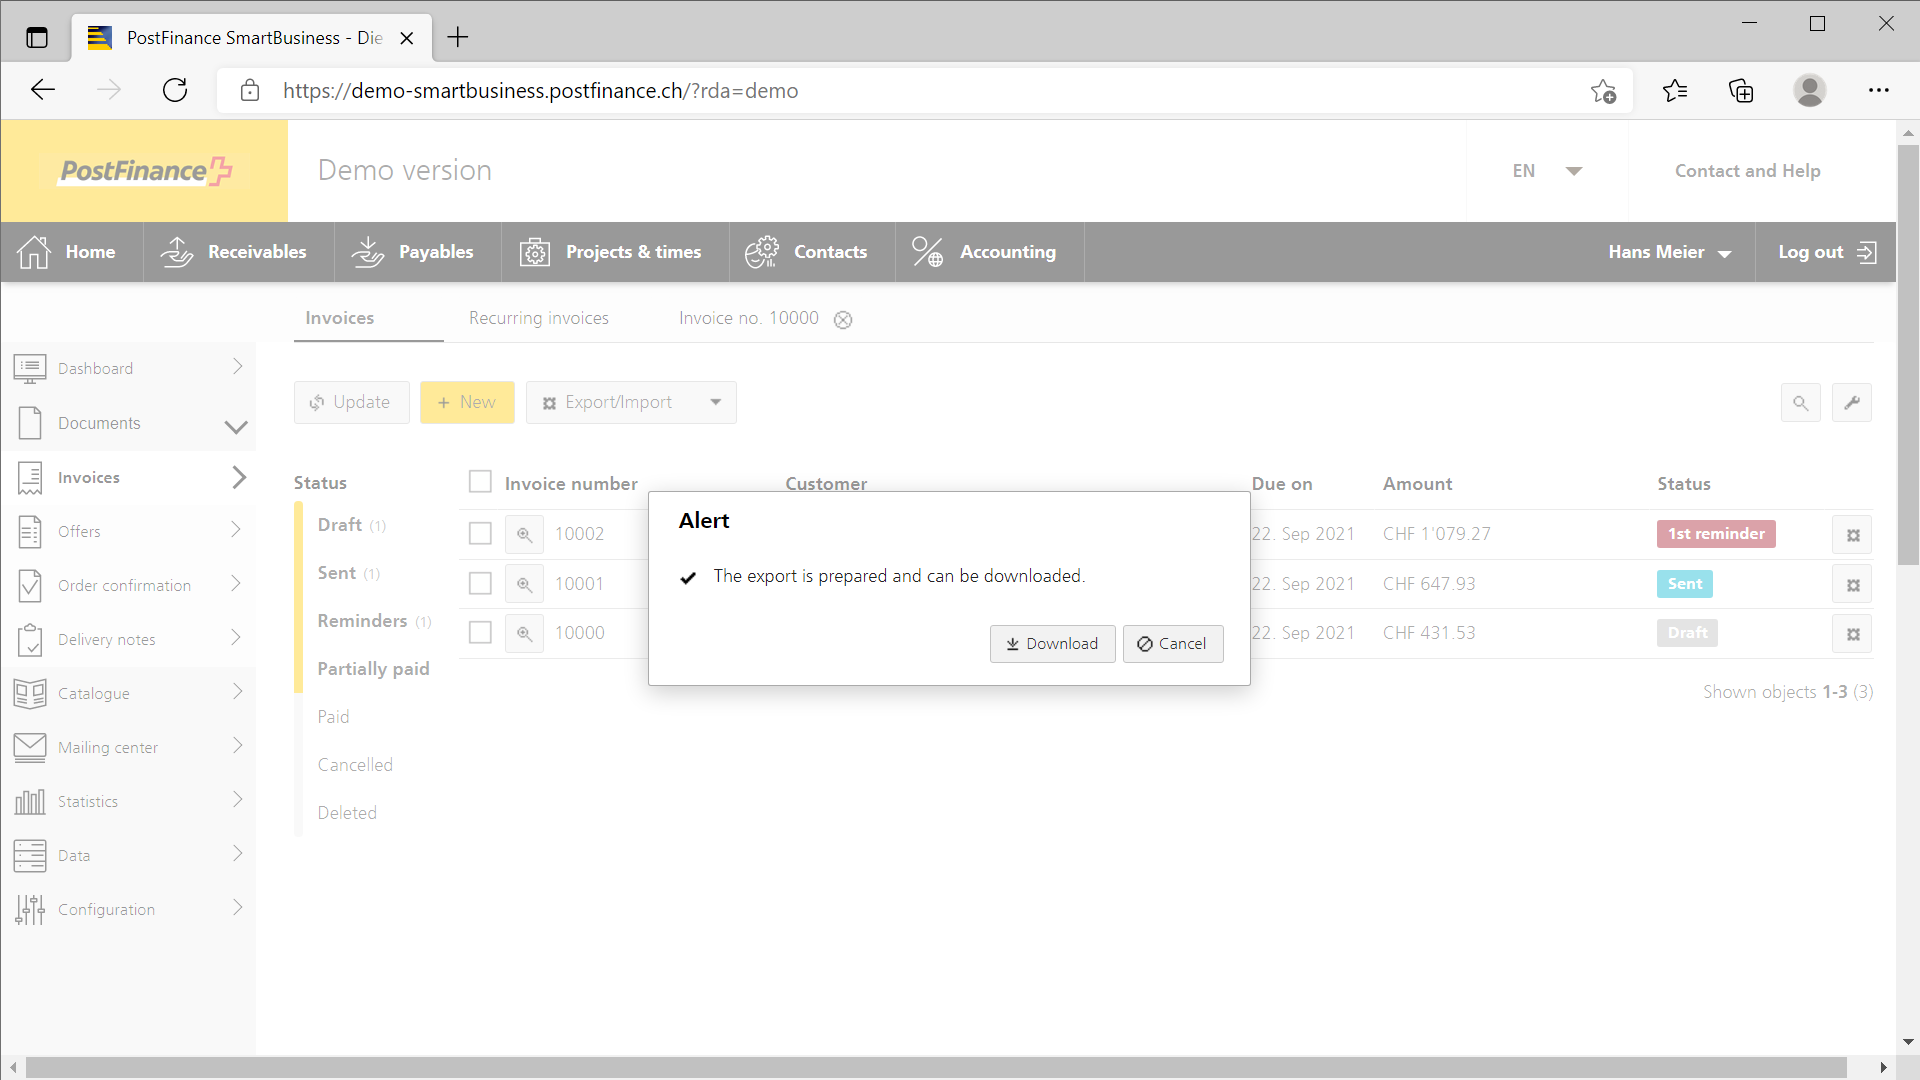 PostFinance SmartBusiness - Die
https://demo-smartbusiness.postfinance.ch/?rda=demo
PostFinance
Demo version
EN
Contact and Help
Home
Receivables
Payables
Projects & times
Contacts
Accounting
Hans Meier
Log out
Invoices
Recurring invoices
Invoice no. 10000
Dashboard
Documents
Invoices
Offers
Order confirmation
Delivery notes
Catalogue
Mailing center
Statistics
Data
Configuration
Update
New
Export/Import
Status
Draft (1)
Sent (1)
Reminders (1)
Partially paid
Paid
Cancelled
Deleted
Invoice number Customer Due on Amount Status
10002 22. Sep 2021 CHF 1'079.27 1st reminder
10001 22. Sep 2021 CHF 647.93 Sent
10000 22. Sep 2021 CHF 431.53 Draft
Shown objects 1-3 (3)
Alert
The export is prepared and can be downloaded.
Download
Cancel